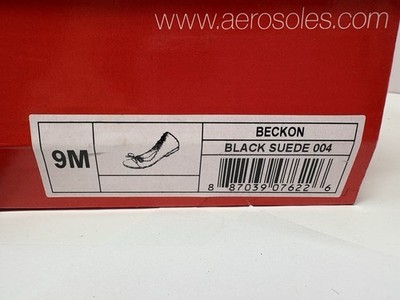 www.aerosoles.com
9M
BECKON
BLACK SUEDE 004
8 87039 07622 6